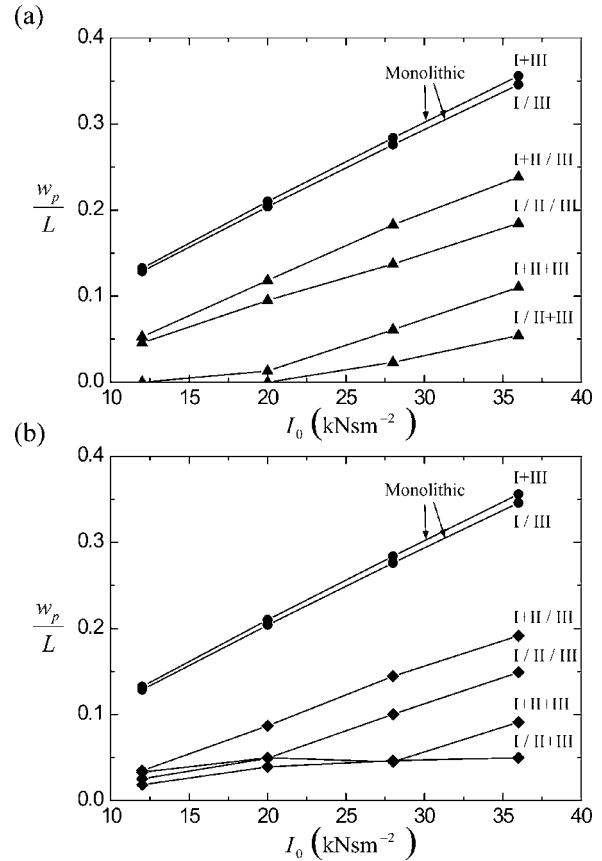 (a)
0.4
0.3
0.2
0.1
0.0
w_p
L
Monolithic
I+III
I / III
I+II / III
I / II / III
I+II+III
I / II+III
10 15 20 25 30 35 40
I_0 (kNsm⁻²)
(b)
0.4
0.3
0.2
0.1
0.0
w_p
L
Monolithic
I+III
I / III
I+II / III
I / II / III
I+II+III
I / II+III
10 15 20 25 30 35 40
I_0 (kNsm⁻²)